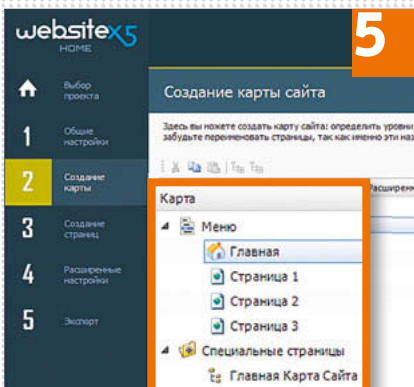 websitex5
HOME
5
Выбор
проекта
Создание карты сайта
1
Общие
настройки
Здесь вы можете создать карту сайта: определить уровни
забудьте переименовать страницы, так как именно эти наз
2
Создание
карты
Расширенн
Карта
Меню
Главная
Страница 1
Страница 2
Страница 3
Специальные страницы
Главная Карта Сайта
3
Создание
страниц
4
Расширенные
настройки
5
Экспорт